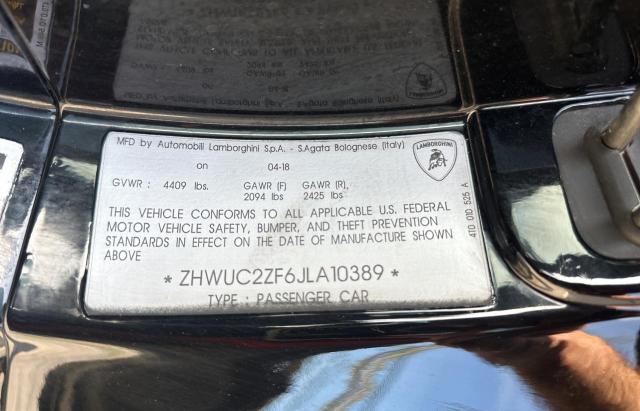 MFD by Automobili Lamborghini S.p.A. - S.Agata Bolognese (Italy)
on 04-18
GVWR : 4409 lbs. GAWR (F) GAWR (R),
2094 lbs 2425 lbs
THIS VEHICLE CONFORMS TO ALL APPLICABLE U.S. FEDERAL
MOTOR VEHICLE SAFETY, BUMPER, AND THEFT PREVENTION
STANDARDS IN EFFECT ON THE DATE OF MANUFACTURE SHOWN
ABOVE
* ZHWUC2ZF6JLA10389 *
TYPE : PASSENGER CAR
LAMBORGHINI
4T0 010 525 A